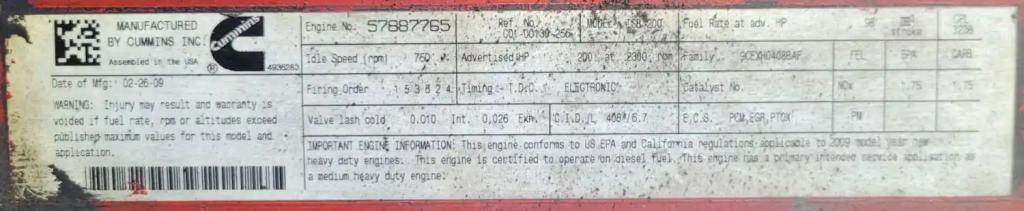 MANUFACTURED
BY CUMMINS INC.
Assembled in the USA
Cummins
®
4936283
Date of Mfg: 02-26-09
WARNING: Injury may result and warranty is
voided if fuel rate, rpm or altitudes exceed
published maximum values for this model and
application.
Engine No. 57887765
Ref. No.
Fuel Rate at adv. HP
Idle Speed (rpm) 750
Advertised HP 200 at 2300 rpm
Family
FEL EPA CARB
Firing Order 1 5 3 6 2 4
Timing - T.D.C. ELECTRONIC
Catalyst No.
NOx 1.75 1.75
Valve lash cold 0.010 Int. 0.026 Exh.
C.I.D./L 408 / 6.7
E.C.S. PCM,EGR,PTOX
PM
IMPORTANT ENGINE INFORMATION: This engine conforms to US EPA and California regulations applicable to 2009 model year new
heavy duty engines. This engine is certified to operate on diesel fuel. This engine has a primary intended service application as
a medium heavy duty engine.